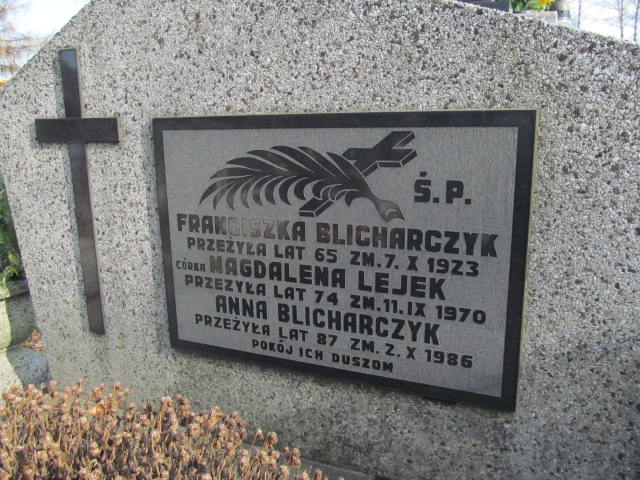 Ś.P.
FRANCISZKA BLICHARCZYK
PRZEŻYŁA LAT 65 ZM. 7. X 1923
CÓRKA MAGDALENA LEJEK
PRZEŻYŁA LAT 74 ZM. 11. IX 1970
ANNA BLICHARCZYK
PRZEŻYŁA LAT 87 ZM. 2. X 1986
POKÓJ ICH DUSZOM